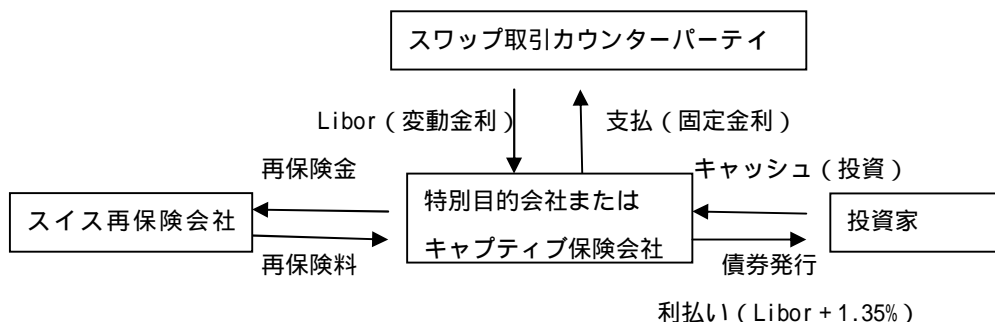 スワップ取引カウンターパーテイ
Libor(変動金利)
支払(固定金利)
再保険金
キャッシュ(投資)
スイス再保険会社
特別目的会社または
キャプティブ保険会社
投資家
再保険料
債券発行
利払い(Libor+1.35%)